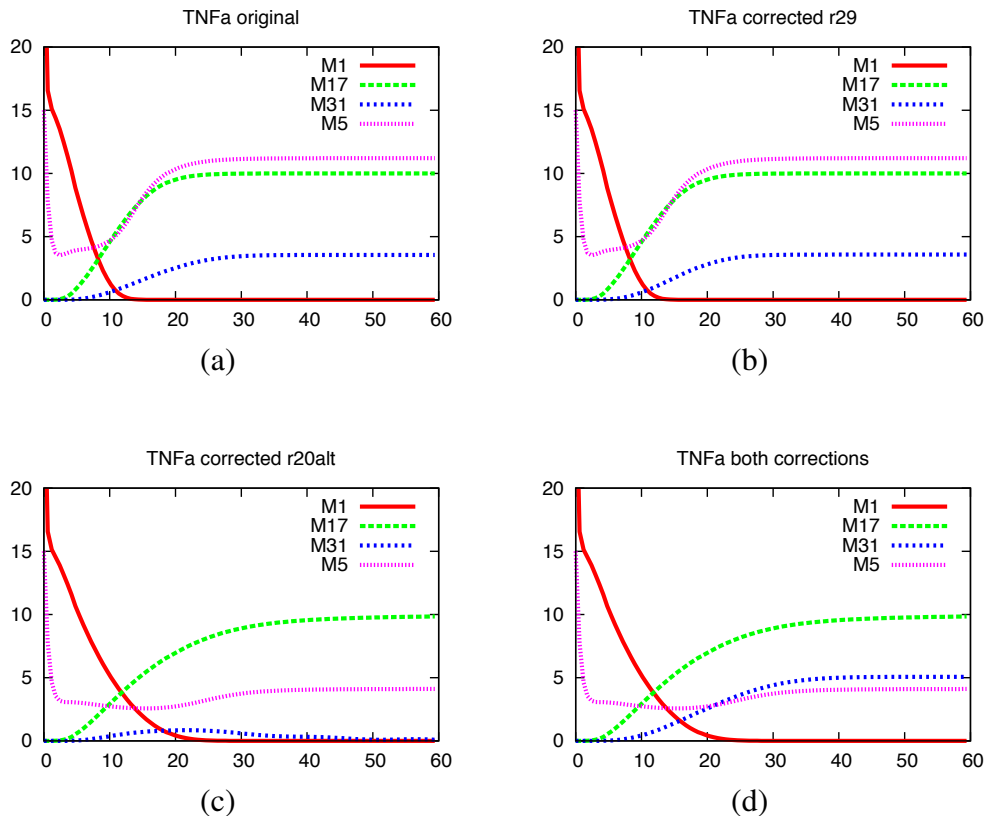 TNFa original
20
15
10
5
0
0 10 20 30 40 50 60
M1
M17
M31
M5
(a)
TNFa corrected r29
20
15
10
5
0
0 10 20 30 40 50 60
M1
M17
M31
M5
(b)
TNFa corrected r20alt
20
15
10
5
0
0 10 20 30 40 50 60
M1
M17
M31
M5
(c)
TNFa both corrections
20
15
10
5
0
0 10 20 30 40 50 60
M1
M17
M31
M5
(d)